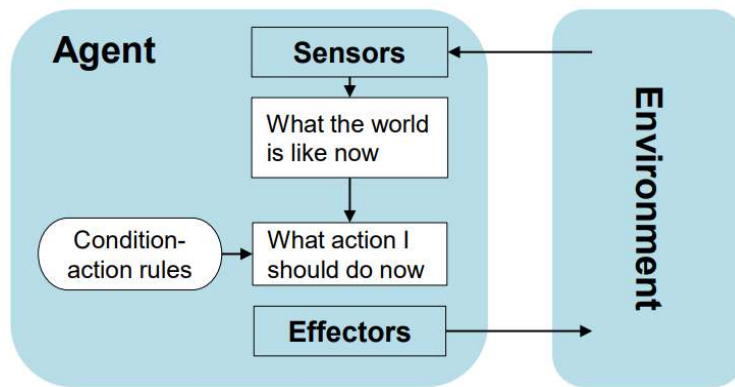 Agent
Sensors
What the world
is like now
Condition-
action rules
What action I
should do now
Effectors
Environment